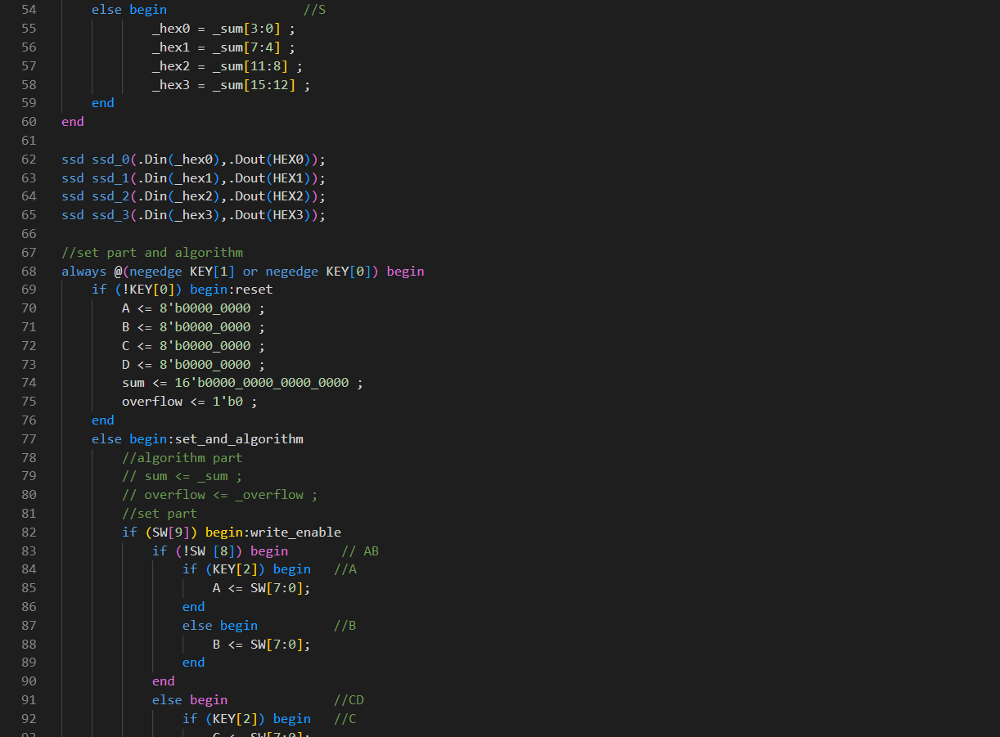 54 else begin //S
55 _hex0 = _sum[3:0] ;
56 _hex1 = _sum[7:4] ;
57 _hex2 = _sum[11:8] ;
58 _hex3 = _sum[15:12] ;
59 end
60 end
61
62 ssd ssd_0(.Din(_hex0),.Dout(HEX0));
63 ssd ssd_1(.Din(_hex1),.Dout(HEX1));
64 ssd ssd_2(.Din(_hex2),.Dout(HEX2));
65 ssd ssd_3(.Din(_hex3),.Dout(HEX3));
66
67 //set part and algorithm
68 always @(negedge KEY[1] or negedge KEY[0]) begin
69 if (!KEY[0]) begin:reset
70 A <= 8'b0000_0000 ;
71 B <= 8'b0000_0000 ;
72 C <= 8'b0000_0000 ;
73 D <= 8'b0000_0000 ;
74 sum <= 16'b0000_0000_0000_0000 ;
75 overflow <= 1'b0 ;
76 end
77 else begin:set_and_algorithm
78 //algorithm part
79 // sum <= _sum ;
80 // overflow <= _overflow ;
81 //set part
82 if (SW[9]) begin:write_enable
83 if (!SW [8]) begin // AB
84 if (KEY[2]) begin //A
85 A <= SW[7:0];
86 end
87 else begin //B
88 B <= SW[7:0];
89 end
90 end
91 else begin //CD
92 if (KEY[2]) begin //C
93 C <= SW[7:0];